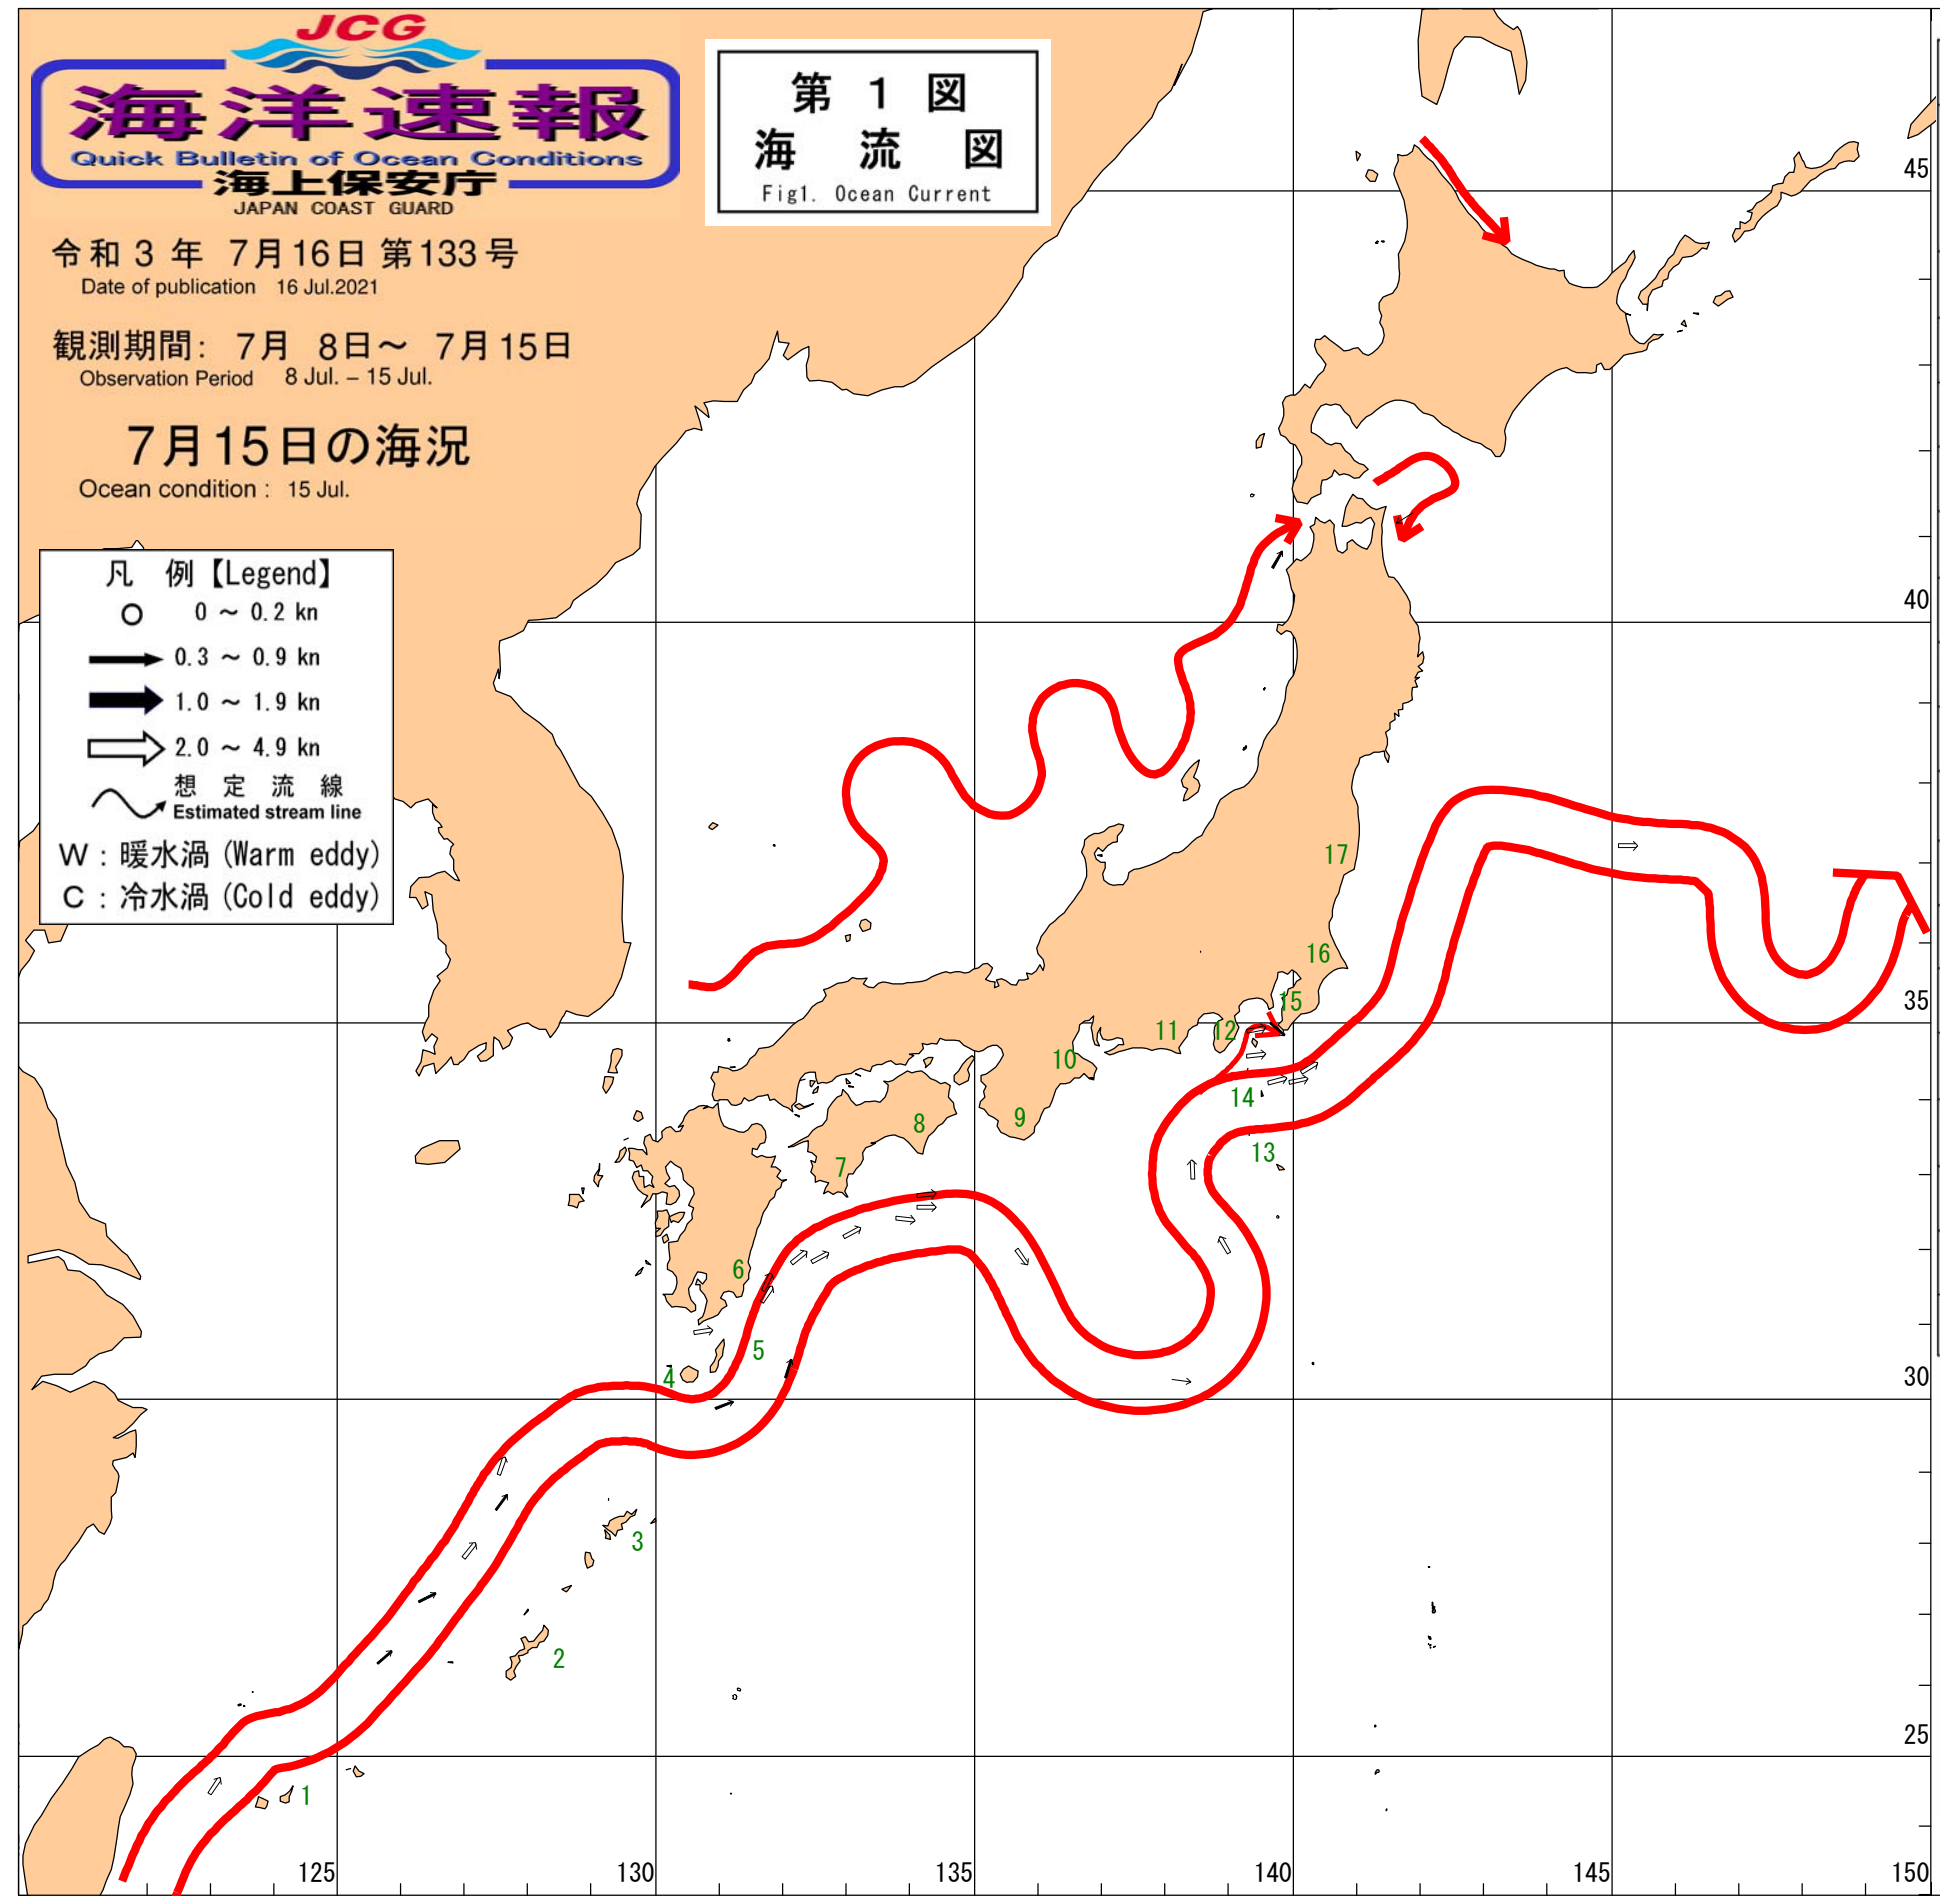 JCG
海洋速報
Quick Bulletin of Ocean Conditions
海上保安庁
JAPAN COAST GUARD
令和 3 年 7月16日 第133号
Date of publication 16 Jul.2021
観測期間: 7月 8日～ 7月15日
Observation Period 8 Jul. – 15 Jul.
7月15日の海況
Ocean condition : 15 Jul.
第 1 図
海 流 図
Fig1. Ocean Current
凡 例【Legend】
0 ～ 0.2 kn
0.3 ～ 0.9 kn
1.0 ～ 1.9 kn
2.0 ～ 4.9 kn
想 定 流 線
Estimated stream line
W : 暖水渦 (Warm eddy)
C : 冷水渦 (Cold eddy)
45
40
17
16
35
15
12
11
10
14
9
8
13
7
6
5
4
30
3
2
25
1
125
130
135
140
145
150